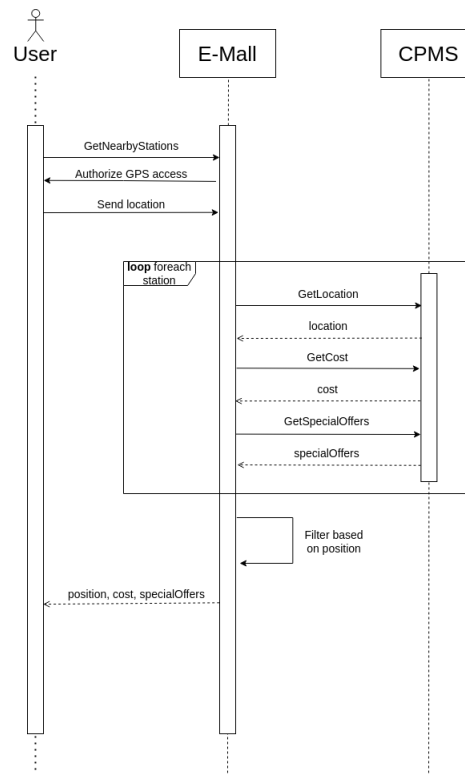 User
E-Mall
CPMS
GetNearbyStations
Authorize GPS access
Send location
loop foreach
station
GetLocation
location
GetCost
cost
GetSpecialOffers
specialOffers
Filter based
on position
position, cost, specialOffers